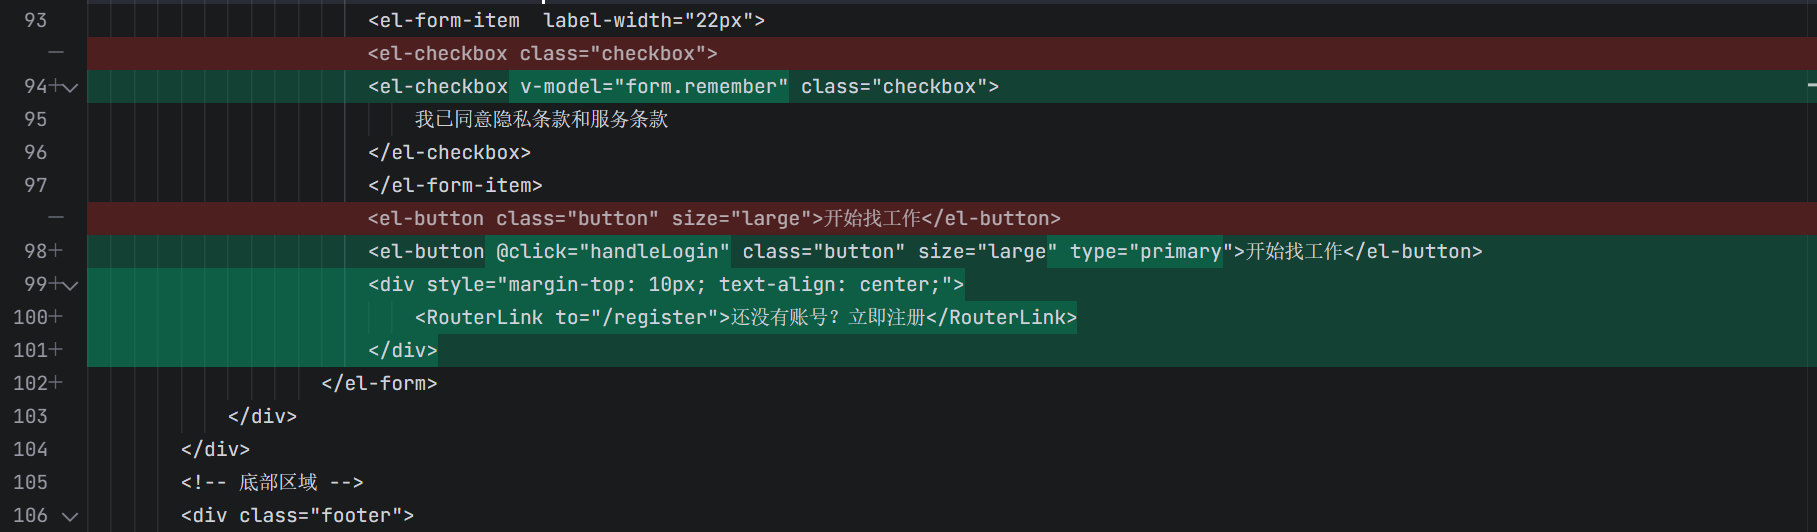 93 <el-form-item  label-width="22px">
— <el-checkbox class="checkbox">
94+ <el-checkbox v-model="form.remember" class="checkbox">
95 我已同意隐私条款和服务条款
96 </el-checkbox>
97 </el-form-item>
— <el-button class="button" size="large">开始找工作</el-button>
98+ <el-button @click="handleLogin" class="button" size="large" type="primary">开始找工作</el-button>
99+ <div style="margin-top: 10px; text-align: center;">
100+ <RouterLink to="/register">还没有账号？立即注册</RouterLink>
101+ </div>
102+ </el-form>
103 </div>
104 </div>
105 <!-- 底部区域 -->
106 <div class="footer">